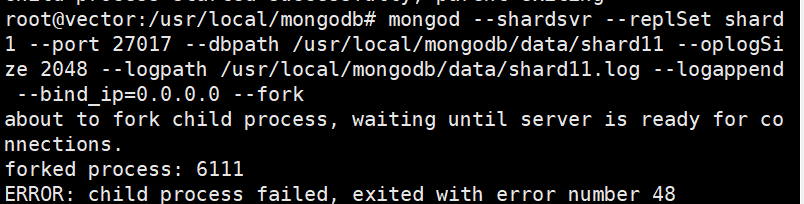 root@vector:/usr/local/mongodb# mongod --shardsvr --replSet shard
1 --port 27017 --dbpath /usr/local/mongodb/data/shard11 --oplogSi
ze 2048 --logpath /usr/local/mongodb/data/shard11.log --logappend
 --bind_ip=0.0.0.0 --fork
about to fork child process, waiting until server is ready for co
nnections.
forked process: 6111
ERROR: child process failed, exited with error number 48